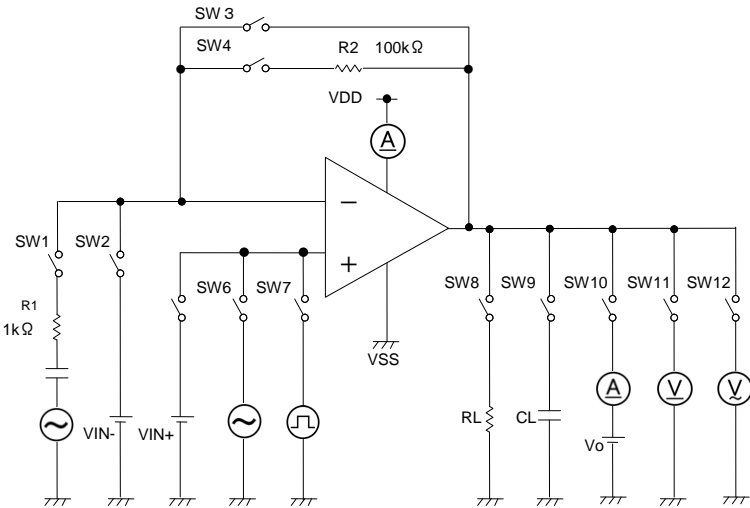 SW 3
SW4
R2 100kΩ
VDD
A
SW1
SW2
−
+
SW6
SW7
SW8
SW9
SW10
SW11
SW12
R1
1kΩ
VSS
VIN-
VIN+
RL
CL
A
V
V
Vo